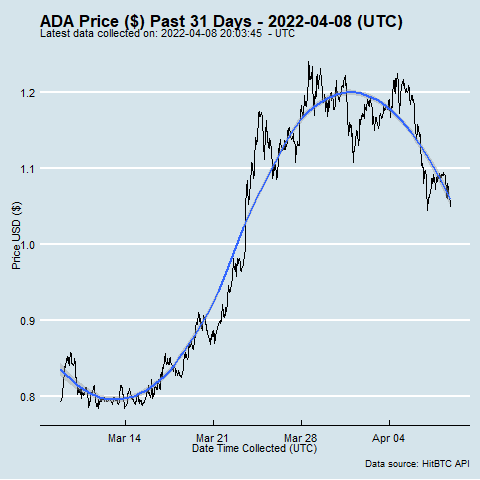 ADA Price ($) Past 31 Days - 2022-04-08 (UTC)
Latest data collected on: 2022-04-08 20:03:45 - UTC
1.2
1.1
1.0
0.9
0.8
Price USD ($)
Mar 14 Mar 21 Mar 28 Apr 04
Date Time Collected (UTC)
Data source: HitBTC API